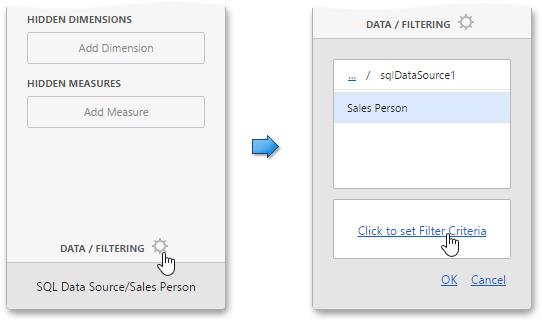 HIDDEN DIMENSIONS
Add Dimension
HIDDEN MEASURES
Add Measure
DATA / FILTERING
SQL Data Source/Sales Person
DATA / FILTERING
... / sqlDataSource1
Sales Person
Click to set Filter Criteria
OK Cancel